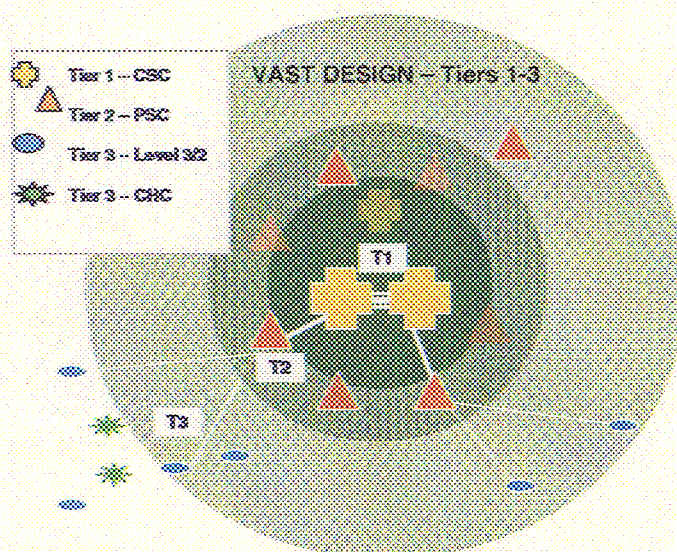 VAST DESIGN – Tiers 1-3
Tier 1 – CSC
Tier 2 – PSC
Tier 3 – Level 3/2
Tier 3 – CHC
T1
T2
T3